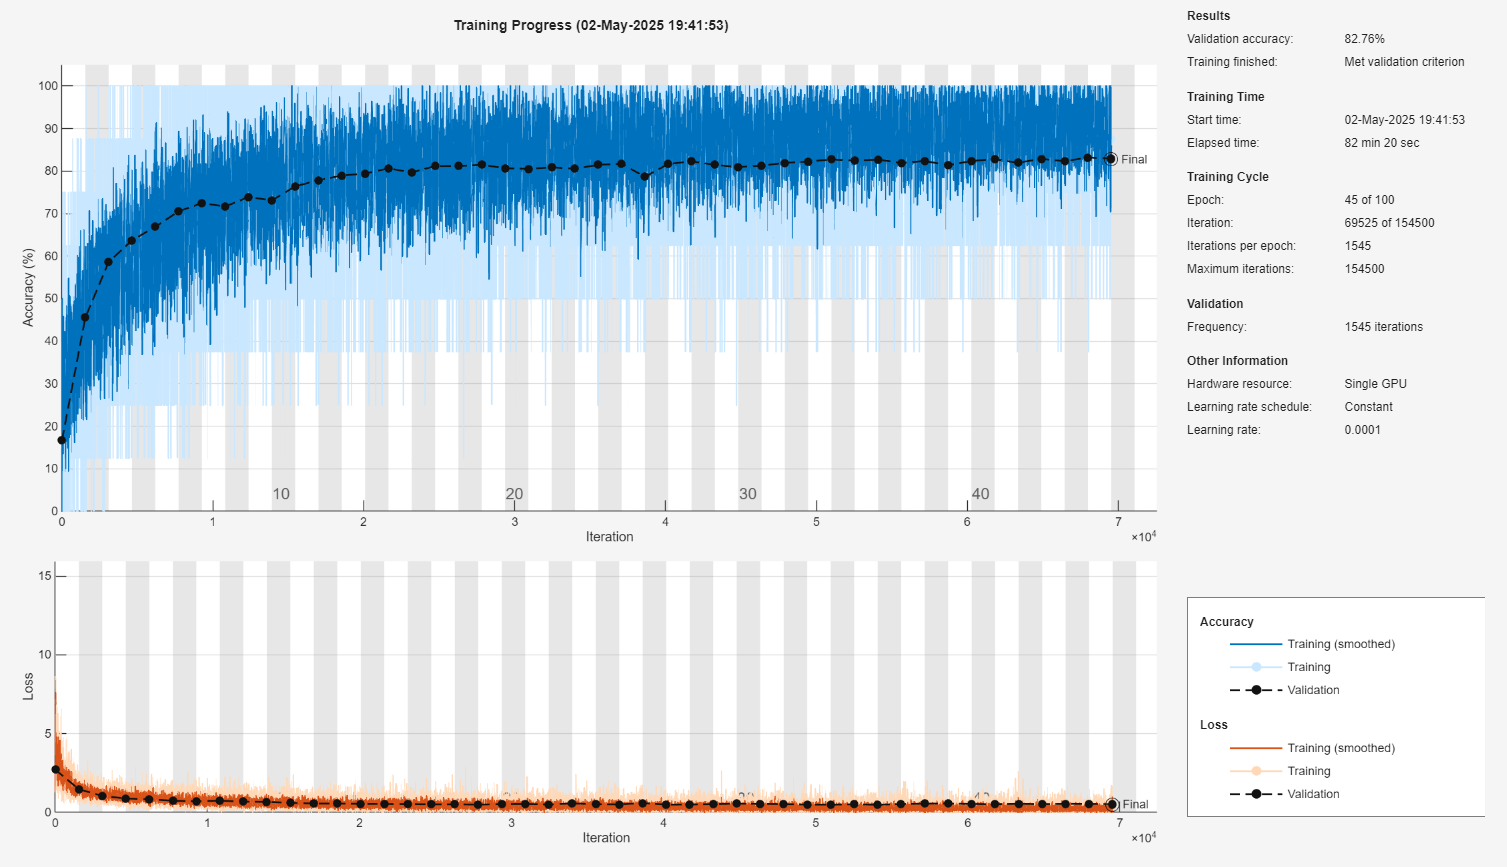 Training Progress (02-May-2025 19:41:53)
100
90
80
70
60
50
40
30
20
10
0
Accuracy (%)
Final
10
20
30
40
0
1
2
3
4
5
6
7
Iteration
×10⁴
15
10
5
0
Loss
Final
0
1
2
3
4
5
6
7
Iteration
×10⁴
Results
Validation accuracy: 82.76%
Training finished: Met validation criterion
Training Time
Start time: 02-May-2025 19:41:53
Elapsed time: 82 min 20 sec
Training Cycle
Epoch: 45 of 100
Iteration: 69525 of 154500
Iterations per epoch: 1545
Maximum iterations: 154500
Validation
Frequency: 1545 iterations
Other Information
Hardware resource: Single GPU
Learning rate schedule: Constant
Learning rate: 0.0001
Accuracy
Training (smoothed)
Training
Validation
Loss
Training (smoothed)
Training
Validation